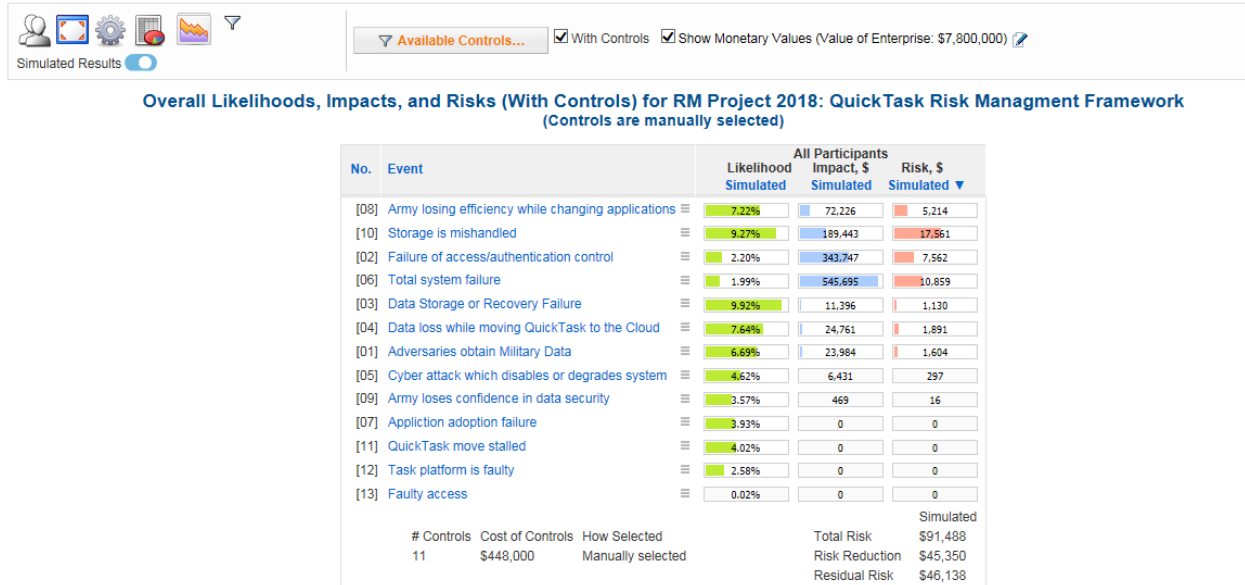 Simulated Results
Available Controls... With Controls Show Monetary Values (Value of Enterprise: $7,800,000)
Overall Likelihoods, Impacts, and Risks (With Controls) for RM Project 2018: QuickTask Risk Managment Framework
(Controls are manually selected)
All Participants
No. Event Likelihood Impact, $ Risk, $
Simulated Simulated Simulated ▼
[08] Army losing efficiency while changing applications 7.22% 72,226 5,214
[10] Storage is mishandled 9.27% 189,443 17,561
[02] Failure of access/authentication control 2.20% 343,747 7,562
[06] Total system failure 1.99% 545,695 10,859
[03] Data Storage or Recovery Failure 9.92% 11,396 1,130
[04] Data loss while moving QuickTask to the Cloud 7.64% 24,761 1,891
[01] Adversaries obtain Military Data 6.69% 23,984 1,604
[05] Cyber attack which disables or degrades system 4.62% 6,431 297
[09] Army loses confidence in data security 3.57% 469 16
[07] Appliction adoption failure 3.93% 0 0
[11] QuickTask move stalled 4.02% 0 0
[12] Task platform is faulty 2.58% 0 0
[13] Faulty access 0.02% 0 0
Simulated
# Controls Cost of Controls How Selected Total Risk $91,488
11 $448,000 Manually selected Risk Reduction $45,350
Residual Risk $46,138